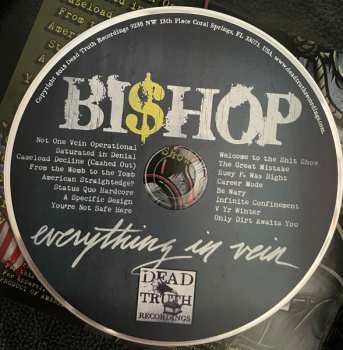 Copyright 2013 Dead Truth Recordings 9235 NW 13th Place Coral Springs, FL 33071, USA www.deadtruthrecordings.com
BI$HOP
Not One Vein Operational
Saturated in Denial
Caseload Decline (Cashed Out)
From the Womb to the Tomb
American Straightedge?
Status Quo Hardcore
A Specific Design
You're Not Safe Here
Welcome to the Shit Show
The Great Mistake
Huey P. Was Right
Career Mode
Be Wary
Infinite Confinement
V Yr Winter
Only Dirt Awaits You
everything in vein
DEAD
TRUTH
RECORDINGS